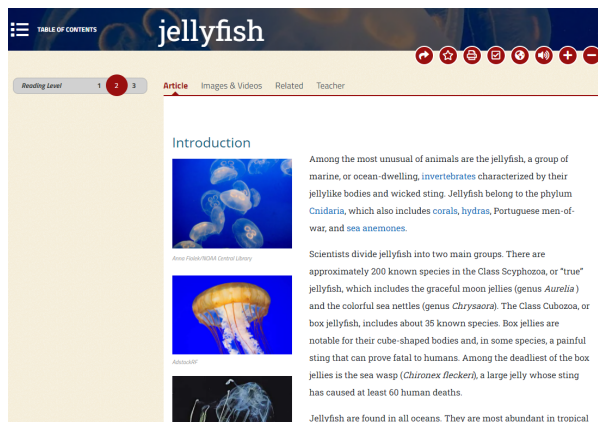 TABLE OF CONTENTS
jellyfish
Reading Level 1 2 3
Article Images & Videos Related Teacher
Introduction
Among the most unusual of animals are the jellyfish, a group of
marine, or ocean-dwelling, invertebrates characterized by their
jellylike bodies and wicked sting. Jellyfish belong to the phylum
Cnidaria, which also includes corals, hydras, Portuguese men-of-
war, and sea anemones.
Anna Fiolek/NOAA Central Library
Scientists divide jellyfish into two main groups. There are
approximately 200 known species in the Class Scyphozoa, or “true”
jellyfish, which includes the graceful moon jellies (genus Aurelia )
and the colorful sea nettles (genus Chrysaora). The Class Cubozoa, or
box jellyfish, includes about 35 known species. Box jellies are
notable for their cube-shaped bodies and, in some species, a painful
sting that can prove fatal to humans. Among the deadliest of the box
jellies is the sea wasp (Chironex fleckeri), a large jelly whose sting
has caused at least 60 human deaths.
AdstockRF
Jellyfish are found in all oceans. They are most abundant in tropical